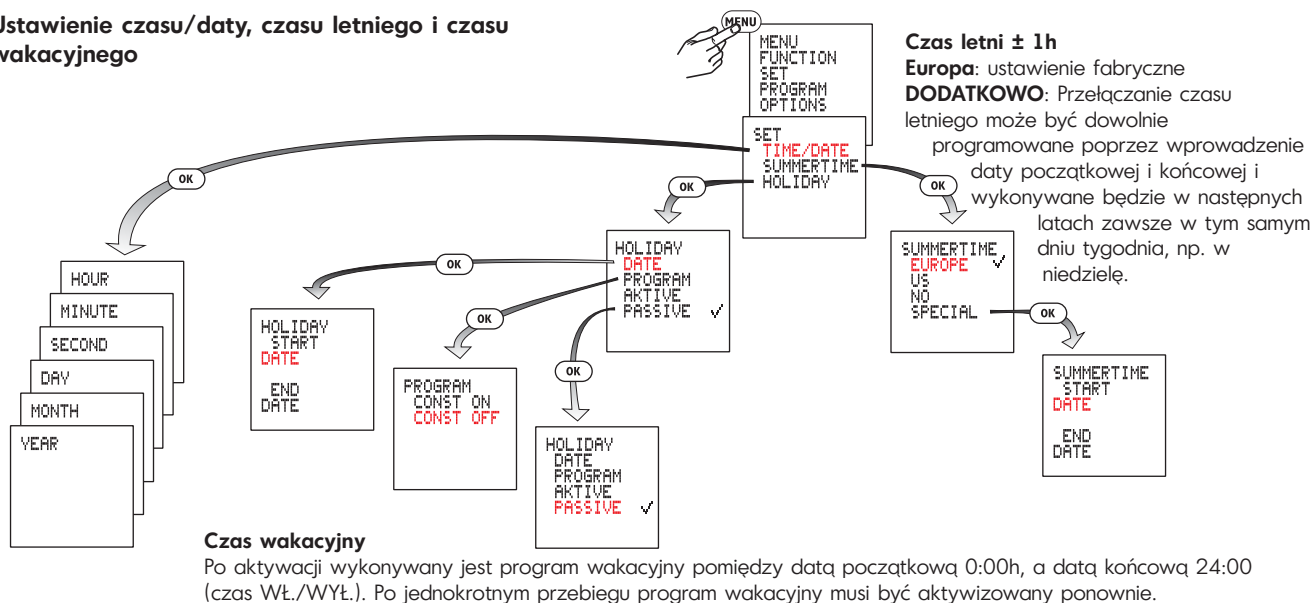 Ustawienie czasu/daty, czasu letniego i czasu
wakacyjnego
MENU
MENU
FUNCTION
SET
PROGRAM
OPTIONS
Czas letni ± 1h
Europa: ustawienie fabryczne
DODATKOWO: Przełączanie czasu
letniego może być dowolnie
programowane poprzez wprowadzenie
daty początkowej i końcowej i
wykonywane będzie w następnych
latach zawsze w tym samym
dniu tygodnia, np. w
niedzielę.
SET
TIME/DATE
SUMMERTIME
HOLIDAY
OK
OK
OK
HOUR
MINUTE
SECOND
DAY
MONTH
YEAR
HOLIDAY
DATE
PROGRAM
AKTIVE
PASSIVE ✓
OK
OK
OK
HOLIDAY
START
DATE
END
DATE
PROGRAM
CONST ON
CONST OFF
HOLIDAY
DATE
PROGRAM
AKTIVE
PASSIVE ✓
SUMMERTIME
EUROPE ✓
US
NO
SPECIAL
OK
SUMMERTIME
START
DATE
END
DATE
Czas wakacyjny
Po aktywacji wykonywany jest program wakacyjny pomiędzy datą początkową 0:00h, a datą końcową 24:00
(czas WŁ./WYŁ.). Po jednokrotnym przebiegu program wakacyjny musi być aktywizowany ponownie.